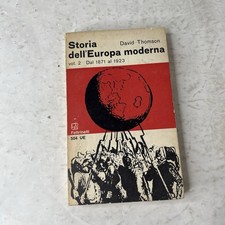 Storia David Thomson
dell'Europa moderna
vol. 2 Dal 1871 al 1923
Feltrinelli